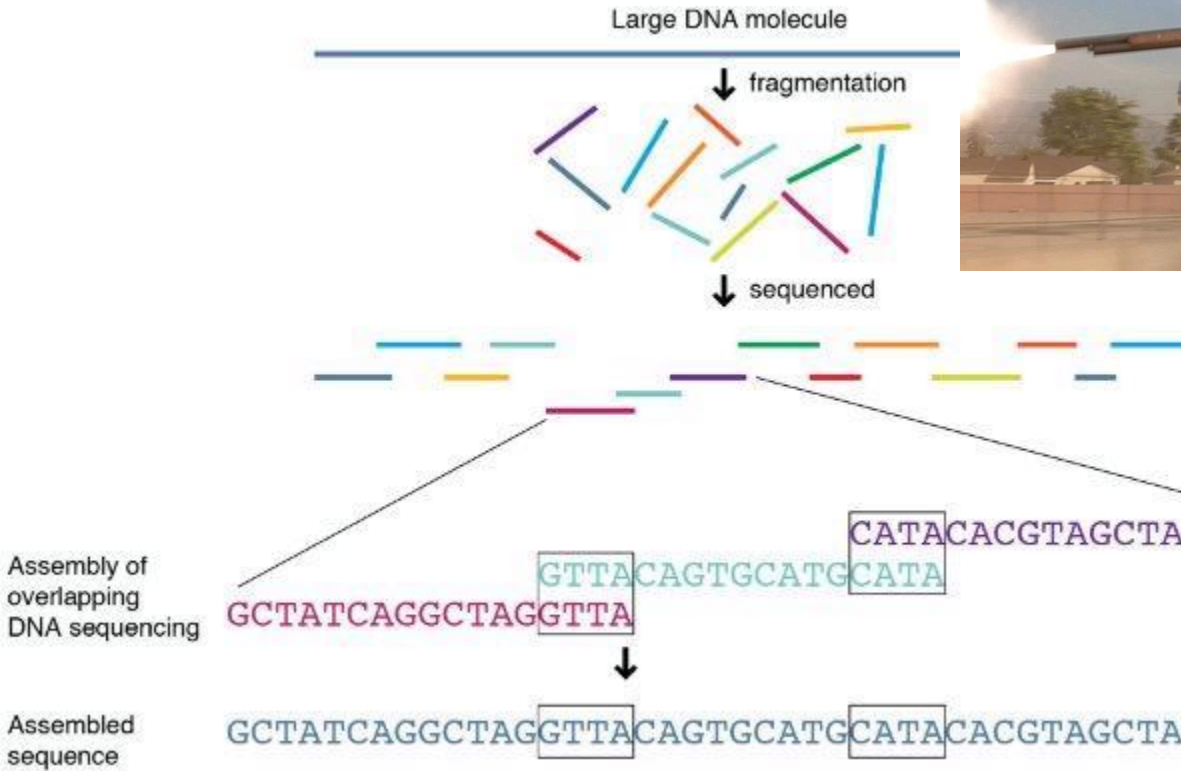 Large DNA molecule
fragmentation
sequenced
CATACACGTAGCTA
GTTACAGTGCATGCATA
Assembly of
overlapping
DNA sequencing
GCTATCAGGCTAGGTTA
Assembled
sequence
GCTATCAGGCTAGGTTACAGTGCATGCATACACGTAGCTA